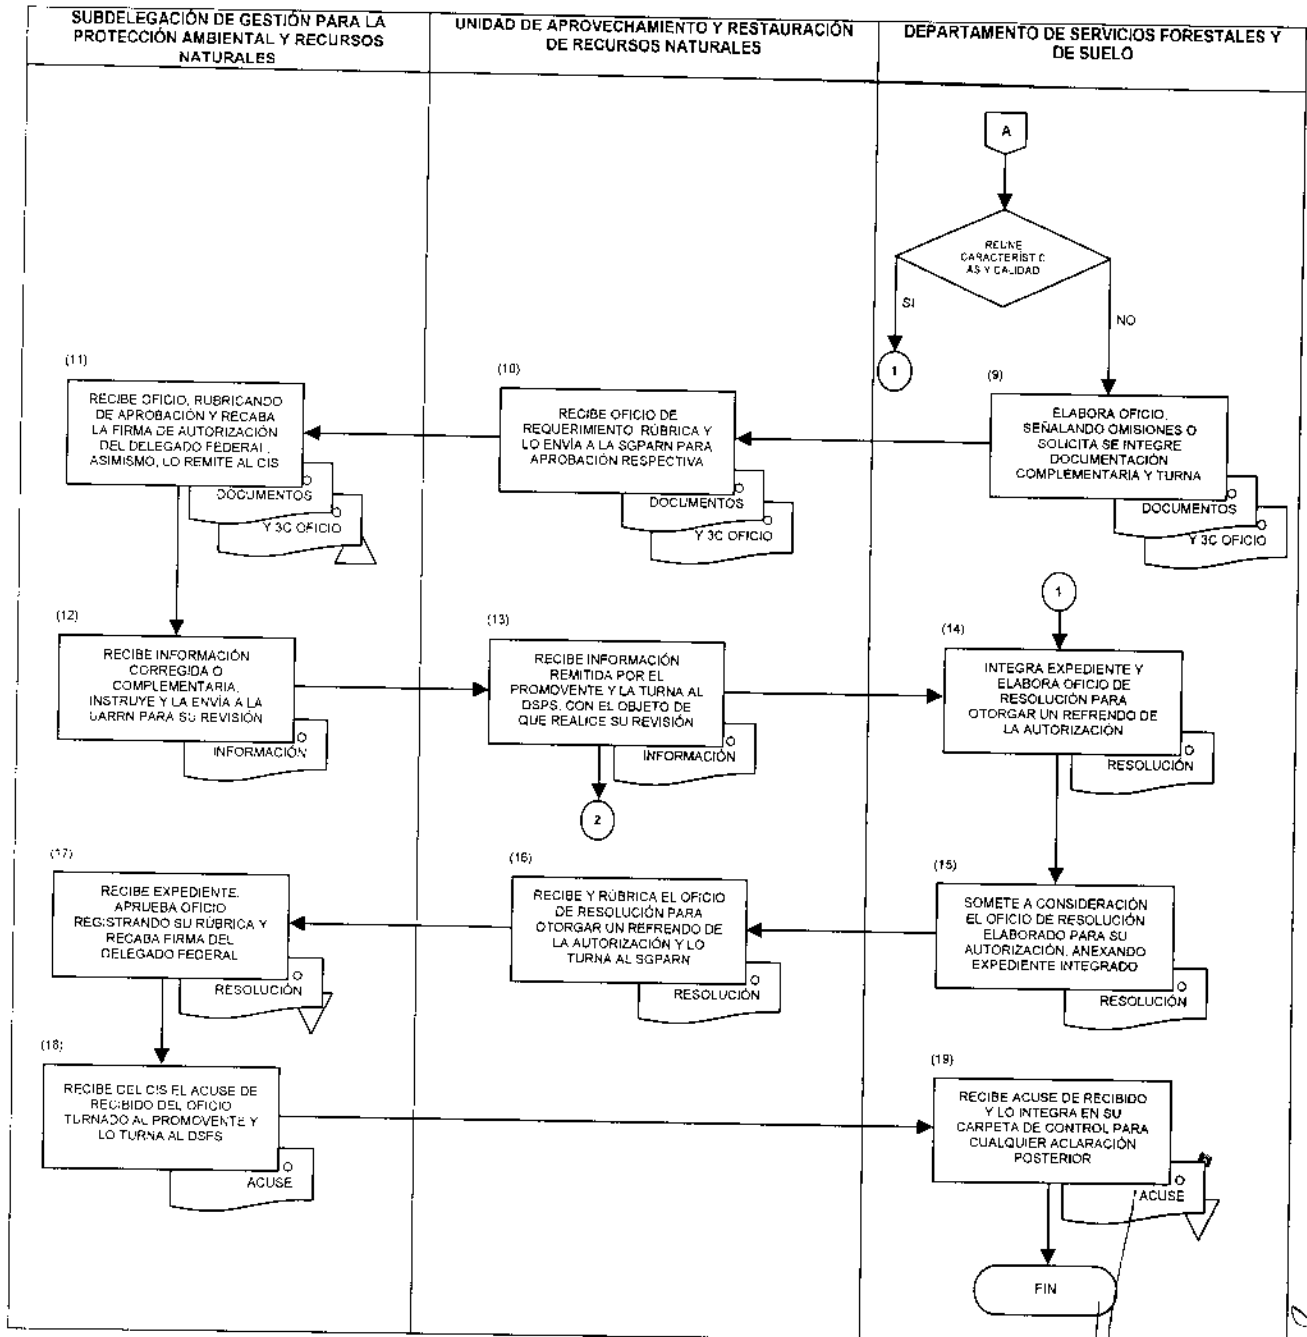 SUBDELEGACIÓN DE GESTIÓN PARA LA
PROTECCIÓN AMBIENTAL Y RECURSOS
NATURALES
UNIDAD DE APROVECHAMIENTO Y RESTAURACIÓN
DE RECURSOS NATURALES
DEPARTAMENTO DE SERVICIOS FORESTALES Y
DE SUELO
A
REUNE
CARACTERÍSTIC
AS Y CALIDAD
SI
NO
1
(9)
ELABORA OFICIO,
SEÑALANDO OMISIONES O
SOLICITA SE INTEGRE
DOCUMENTACIÓN
COMPLEMENTARIA Y TURNA
O
DOCUMENTOS
O
Y 3C OFICIO
(10)
RECIBE OFICIO DE
REQUERIMIENTO, RÚBRICA Y
LO ENVÍA A LA SGPARN PARA
APROBACIÓN RESPECTIVA
O
DOCUMENTOS
O
Y 3C OFICIO
(11)
RECIBE OFICIO, RUBRICANDO
DE APROBACIÓN Y RECABA
LA FIRMA DE AUTORIZACIÓN
DEL DELEGADO FEDERAL,
ASIMISMO, LO REMITE AL CIS
O
DOCUMENTOS
O
Y 3C OFICIO
(12)
RECIBE INFORMACIÓN
CORREGIDA O
COMPLEMENTARIA,
INSTRUYE Y LA ENVÍA A LA
UARRN PARA SU REVISIÓN
O
INFORMACIÓN
(13)
RECIBE INFORMACIÓN
REMITIDA POR EL
PROMOVENTE Y LA TURNA AL
DSPS, CON EL OBJETO DE
QUE REALICE SU REVISIÓN
O
INFORMACIÓN
2
1
(14)
INTEGRA EXPEDIENTE Y
ELABORA OFICIO DE
RESOLUCIÓN PARA
OTORGAR UN REFRENDO DE
LA AUTORIZACIÓN
O
RESOLUCIÓN
(15)
SOMETE A CONSIDERACIÓN
EL OFICIO DE RESOLUCIÓN
ELABORADO PARA SU
AUTORIZACIÓN, ANEXANDO
EXPEDIENTE INTEGRADO
O
RESOLUCIÓN
(16)
RECIBE Y RÚBRICA EL OFICIO
DE RESOLUCIÓN PARA
OTORGAR UN REFRENDO DE
LA AUTORIZACIÓN Y LO
TURNA AL SGPARN
O
RESOLUCIÓN
(17)
RECIBE EXPEDIENTE,
APRUEBA OFICIO
REGISTRANDO SU RÚBRICA Y
RECABA FIRMA DEL
DELEGADO FEDERAL
O
RESOLUCIÓN
(18)
RECIBE DEL CIS EL ACUSE DE
RECIBIDO DEL OFICIO
TURNADO AL PROMOVENTE Y
LO TURNA AL DSFS
O
ACUSE
(19)
RECIBE ACUSE DE RECIBIDO
Y LO INTEGRA EN SU
CARPETA DE CONTROL PARA
CUALQUIER ACLARACIÓN
POSTERIOR
O
ACUSE
FIN